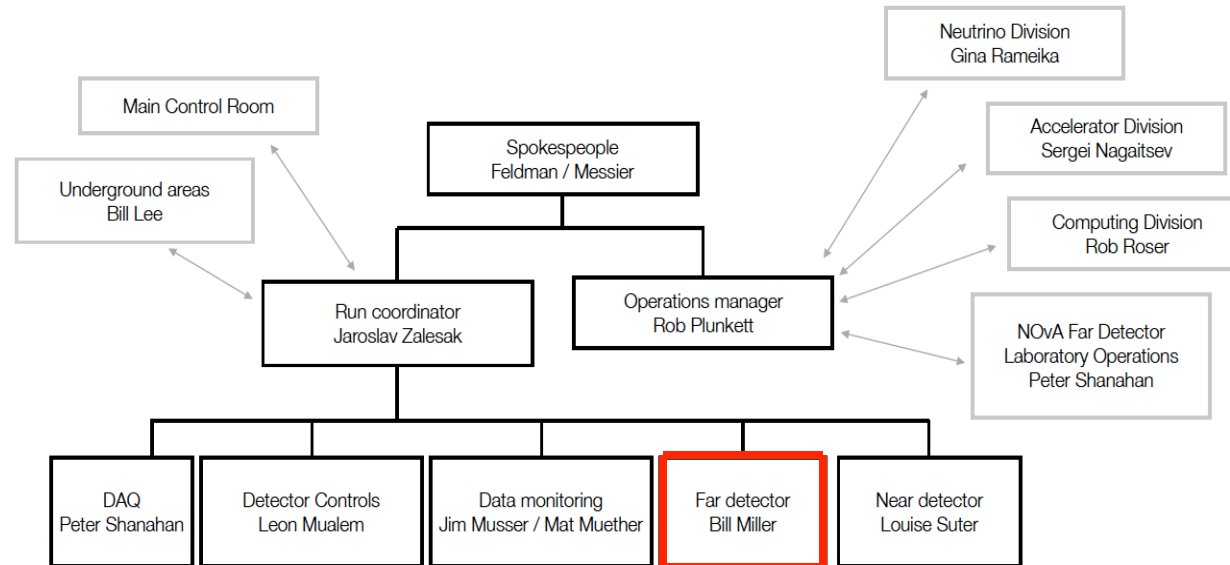 Neutrino Division
Gina Rameika
Main Control Room
Accelerator Division
Sergei Nagaitsev
Spokespeople
Feldman / Messier
Underground areas
Bill Lee
Computing Division
Rob Roser
Run coordinator
Jaroslav Zalesak
Operations manager
Rob Plunkett
NOvA Far Detector
Laboratory Operations
Peter Shanahan
DAQ
Peter Shanahan
Detector Controls
Leon Mualem
Data monitoring
Jim Musser / Mat Muether
Far detector
Bill Miller
Near detector
Louise Suter